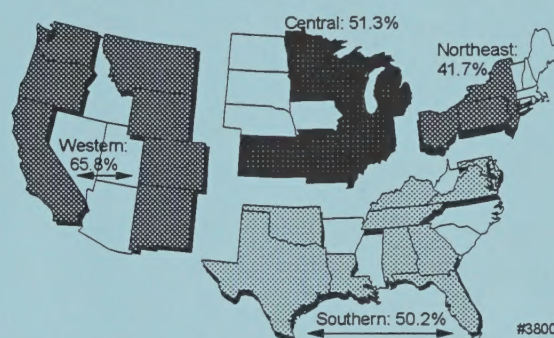 Central: 51.3%
Northeast:
41.7%
Western:
65.8%
Southern: 50.2%
#3800